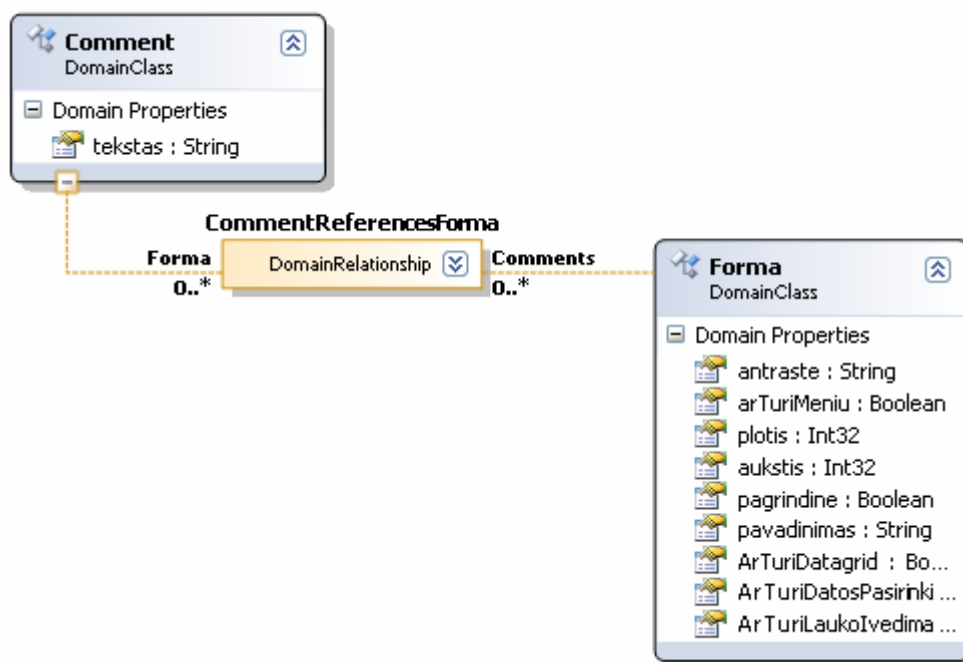 Comment
DomainClass
Domain Properties
tekstas : String
CommentReferencesForma
Forma
0..*
DomainRelationship
Comments
0..*
Forma
DomainClass
Domain Properties
antraste : String
arTuriMeniu : Boolean
plotis : Int32
aukstis : Int32
pagrindine : Boolean
pavadinimas : String
ArTuriDatagrid : Bo...
ArTuriDatosPasirinki ...
ArTuriLaukoIvedima ...